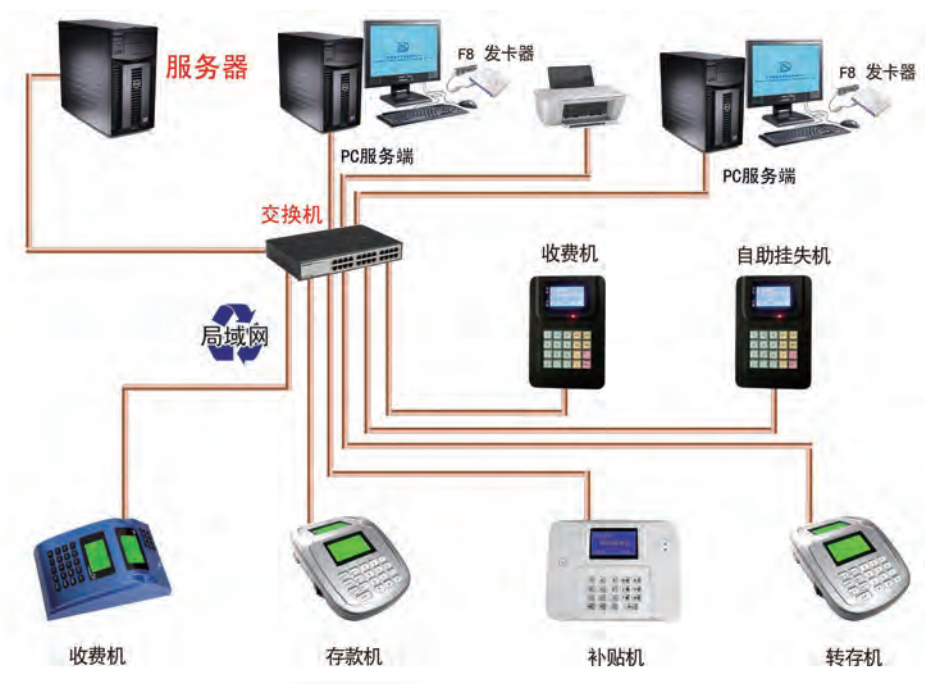 服务器
F8 发卡器
F8 发卡器
PC服务端
PC服务端
交换机
收费机
自助挂失机
局域网
收费机
存款机
补贴机
转存机